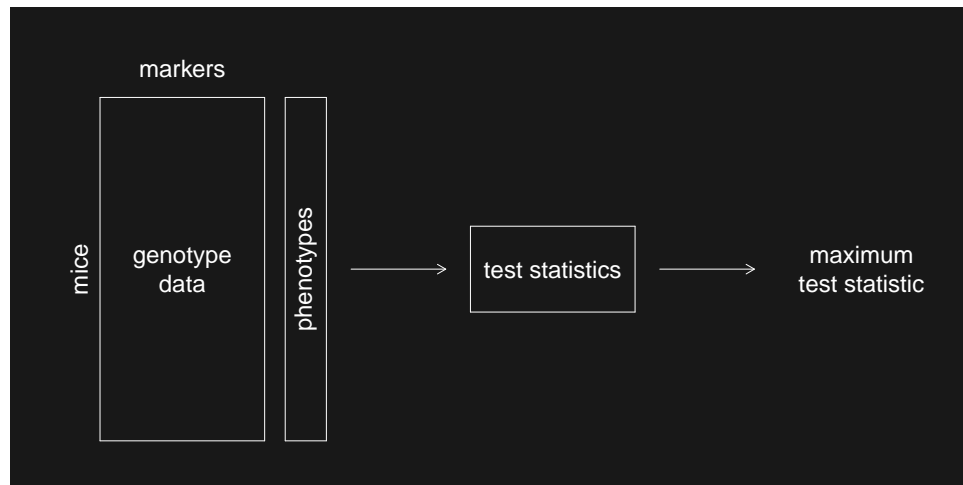 markers
mice
genotype
data
phenotypes
test statistics
maximum
test statistic